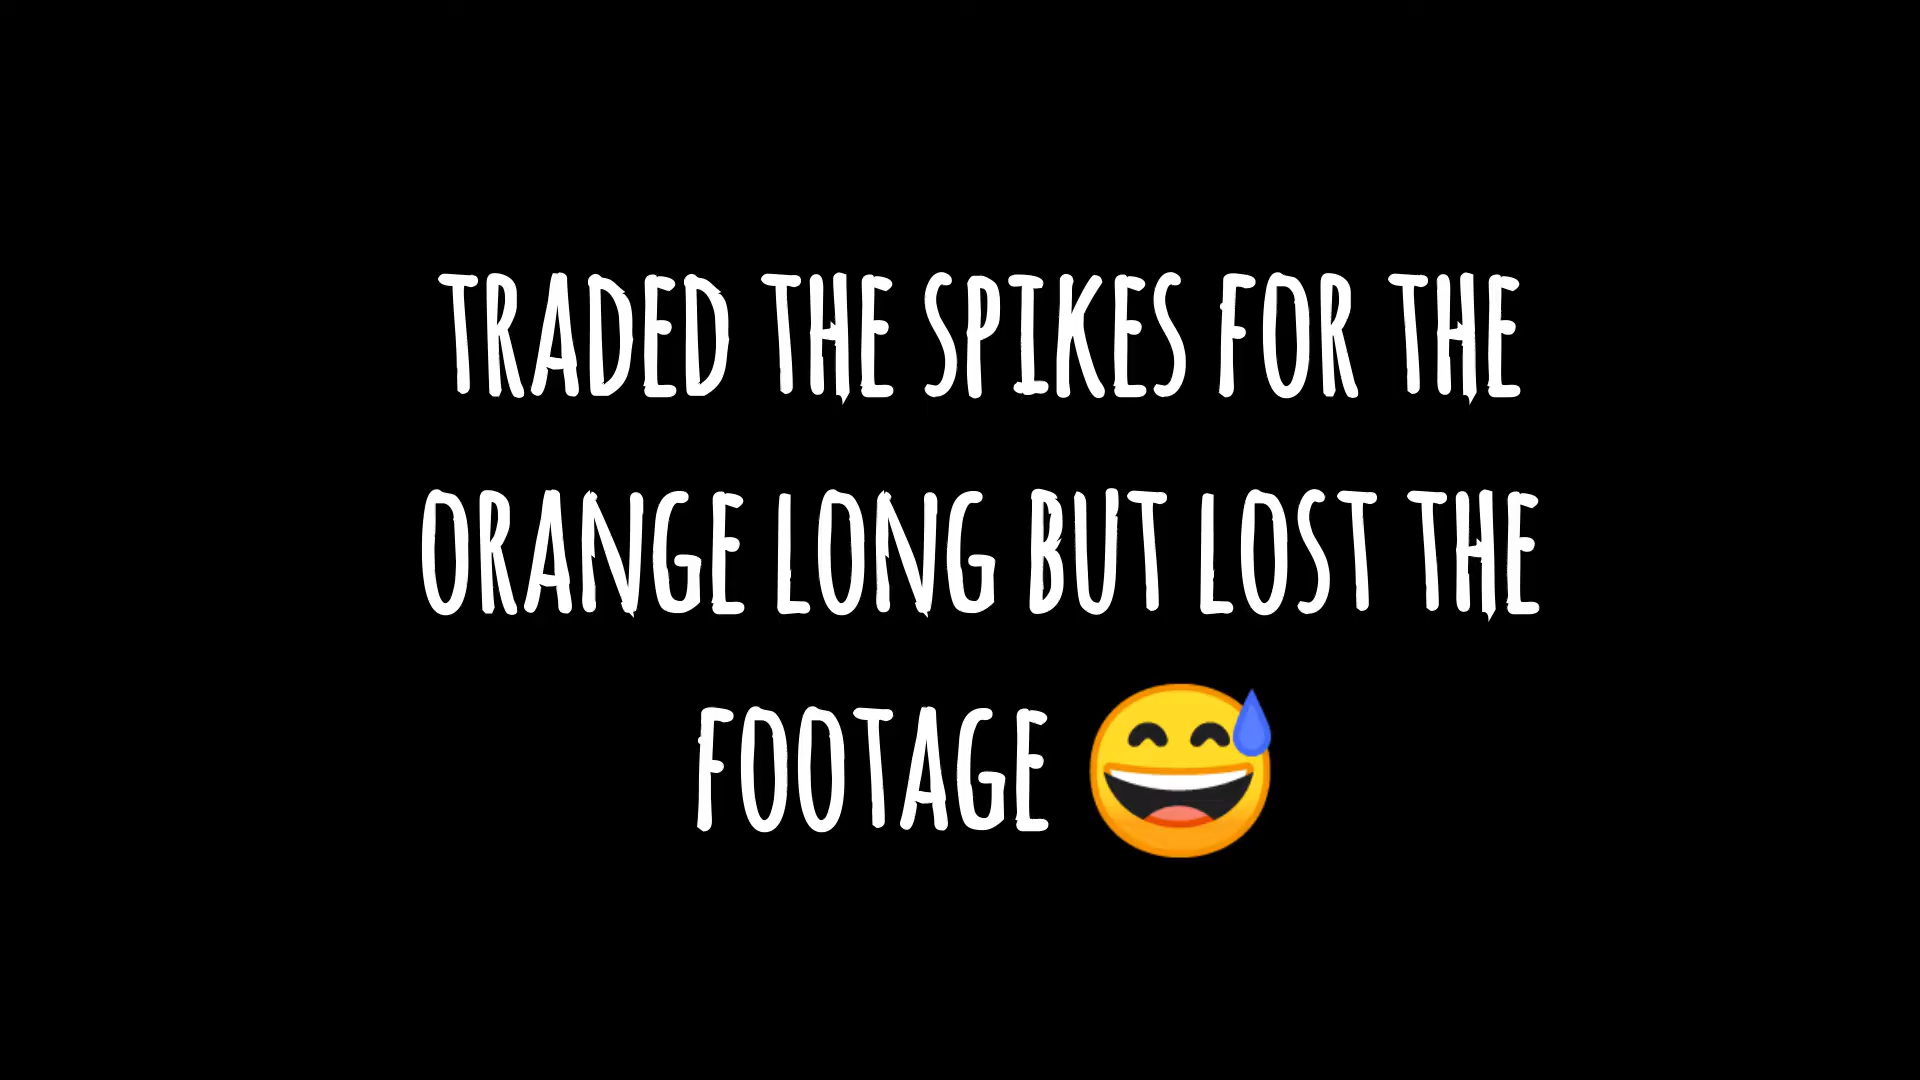 TRADED THE SPIKES FOR THE
ORANGE LONG BUT LOST THE
FOOTAGE 😅